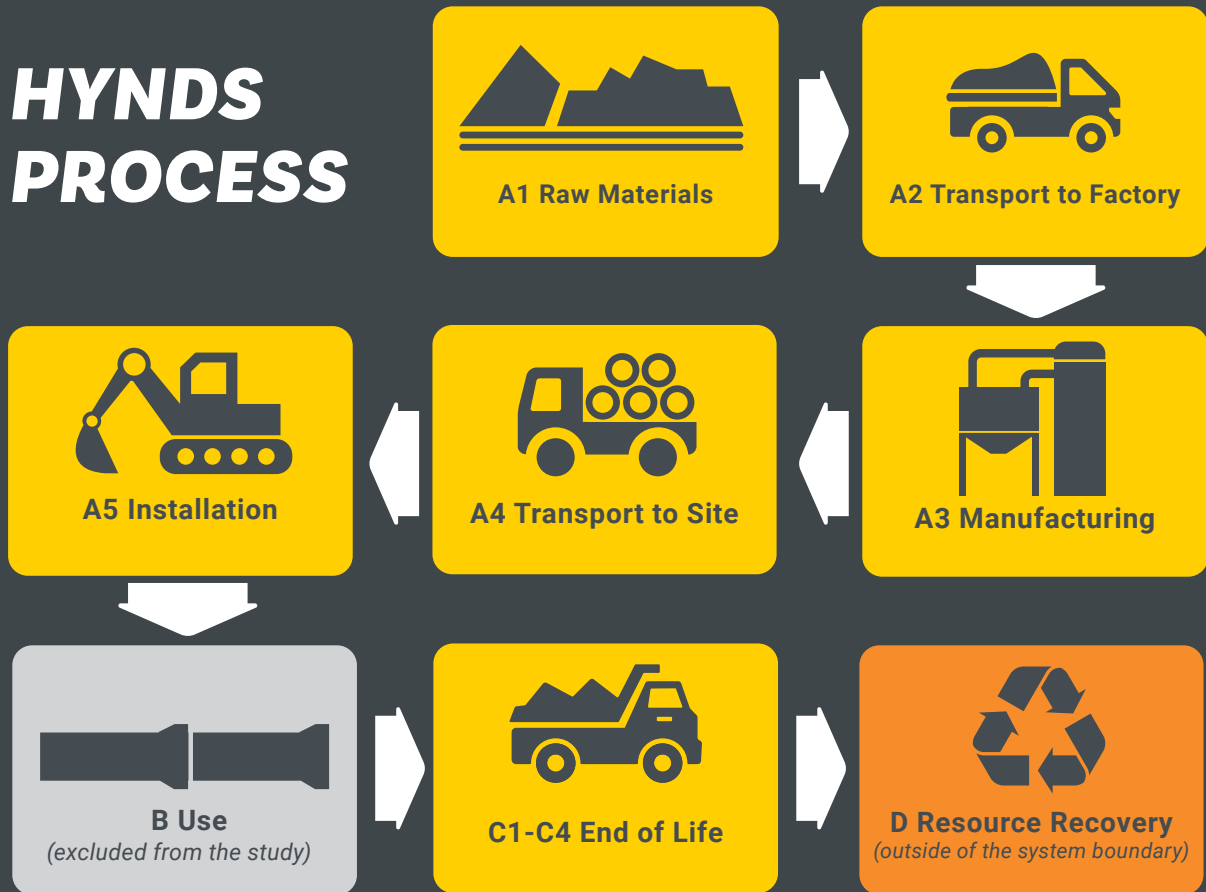 HYNDS
PROCESS
A1 Raw Materials
A2 Transport to Factory
A3 Manufacturing
A4 Transport to Site
A5 Installation
B Use
(excluded from the study)
C1-C4 End of Life
D Resource Recovery
(outside of the system boundary)